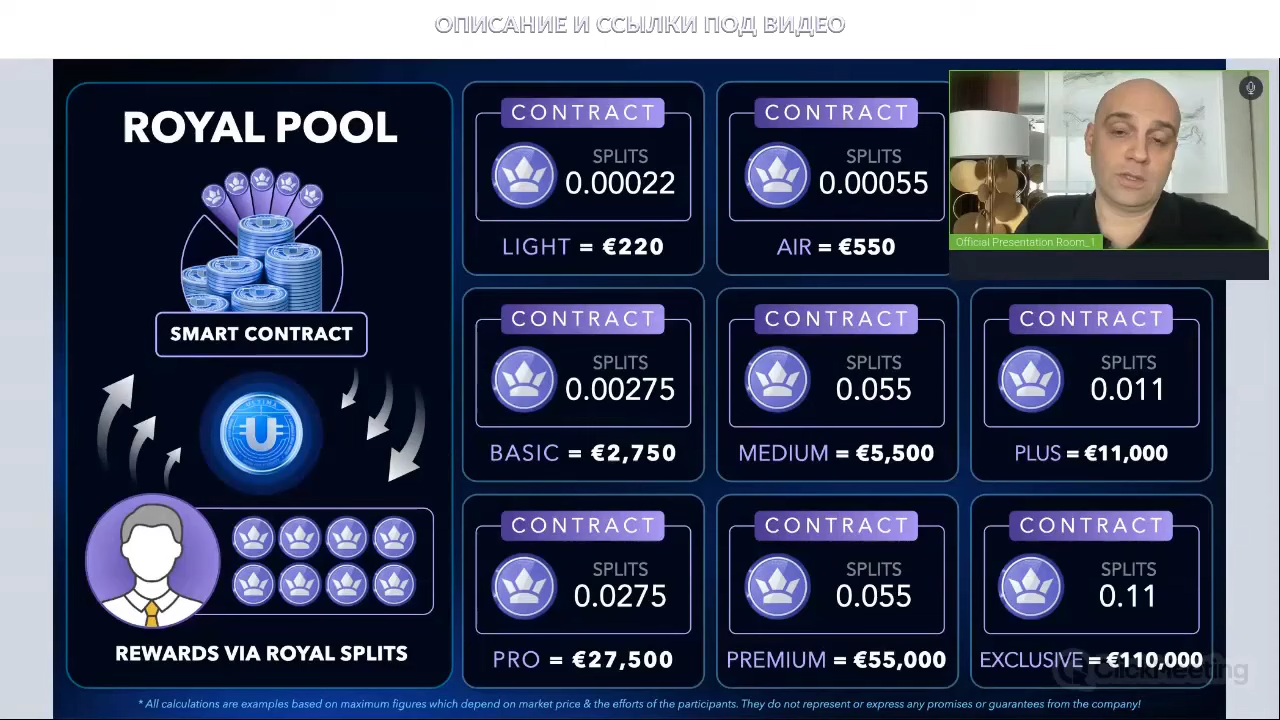 ОПИСАНИЕ И ССЫЛКИ ПОД ВИДЕО
ROYAL POOL
SMART CONTRACT
U
REWARDS VIA ROYAL SPLITS
CONTRACT
SPLITS
0.00022
LIGHT = €220
CONTRACT
SPLITS
0.00055
AIR = €550
Official Presentation Room_1
CONTRACT
SPLITS
0.00275
BASIC = €2,750
CONTRACT
SPLITS
0.055
MEDIUM = €5,500
CONTRACT
SPLITS
0.011
PLUS = €11,000
CONTRACT
SPLITS
0.0275
PRO = €27,500
CONTRACT
SPLITS
0.055
PREMIUM = €55,000
CONTRACT
SPLITS
0.11
EXCLUSIVE = €110,000
ClickMeeting
* All calculations are examples based on maximum figures which depend on market price & the efforts of the participants. They do not represent or express any promises or guarantees from the company!